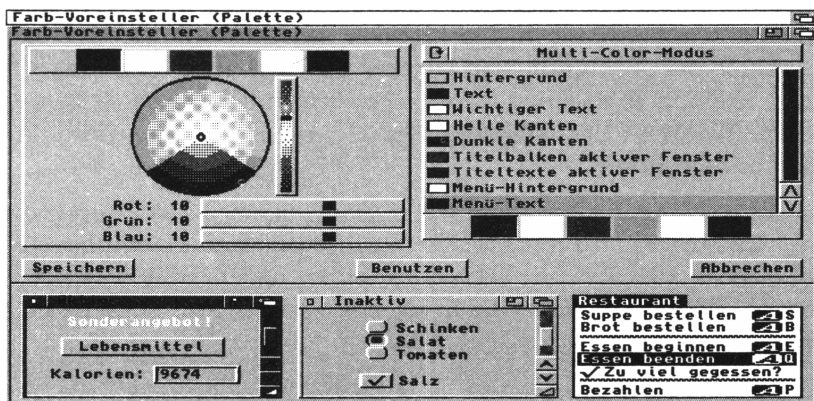 Farb-Voreinsteller (Palette)
Farb-Voreinsteller (Palette)
Multi-Color-Modus
Hintergrund
Text
Wichtiger Text
Helle Kanten
Dunkle Kanten
Titelbalken aktiver Fenster
Titeltexte aktiver Fenster
Menü-Hintergrund
Menü-Text
Rot: 10
Grün: 10
Blau: 10
Speichern
Benutzen
Abbrechen
Sonderangebot!
Lebensmittel
Kalorien: 9674
Inaktiv
Schinken
Salat
Tomaten
Salz
Restaurant
Suppe bestellen A S
Brot bestellen A B
Essen beginnen A E
Essen beenden A Q
Zu viel gegessen?
Bezahlen A P